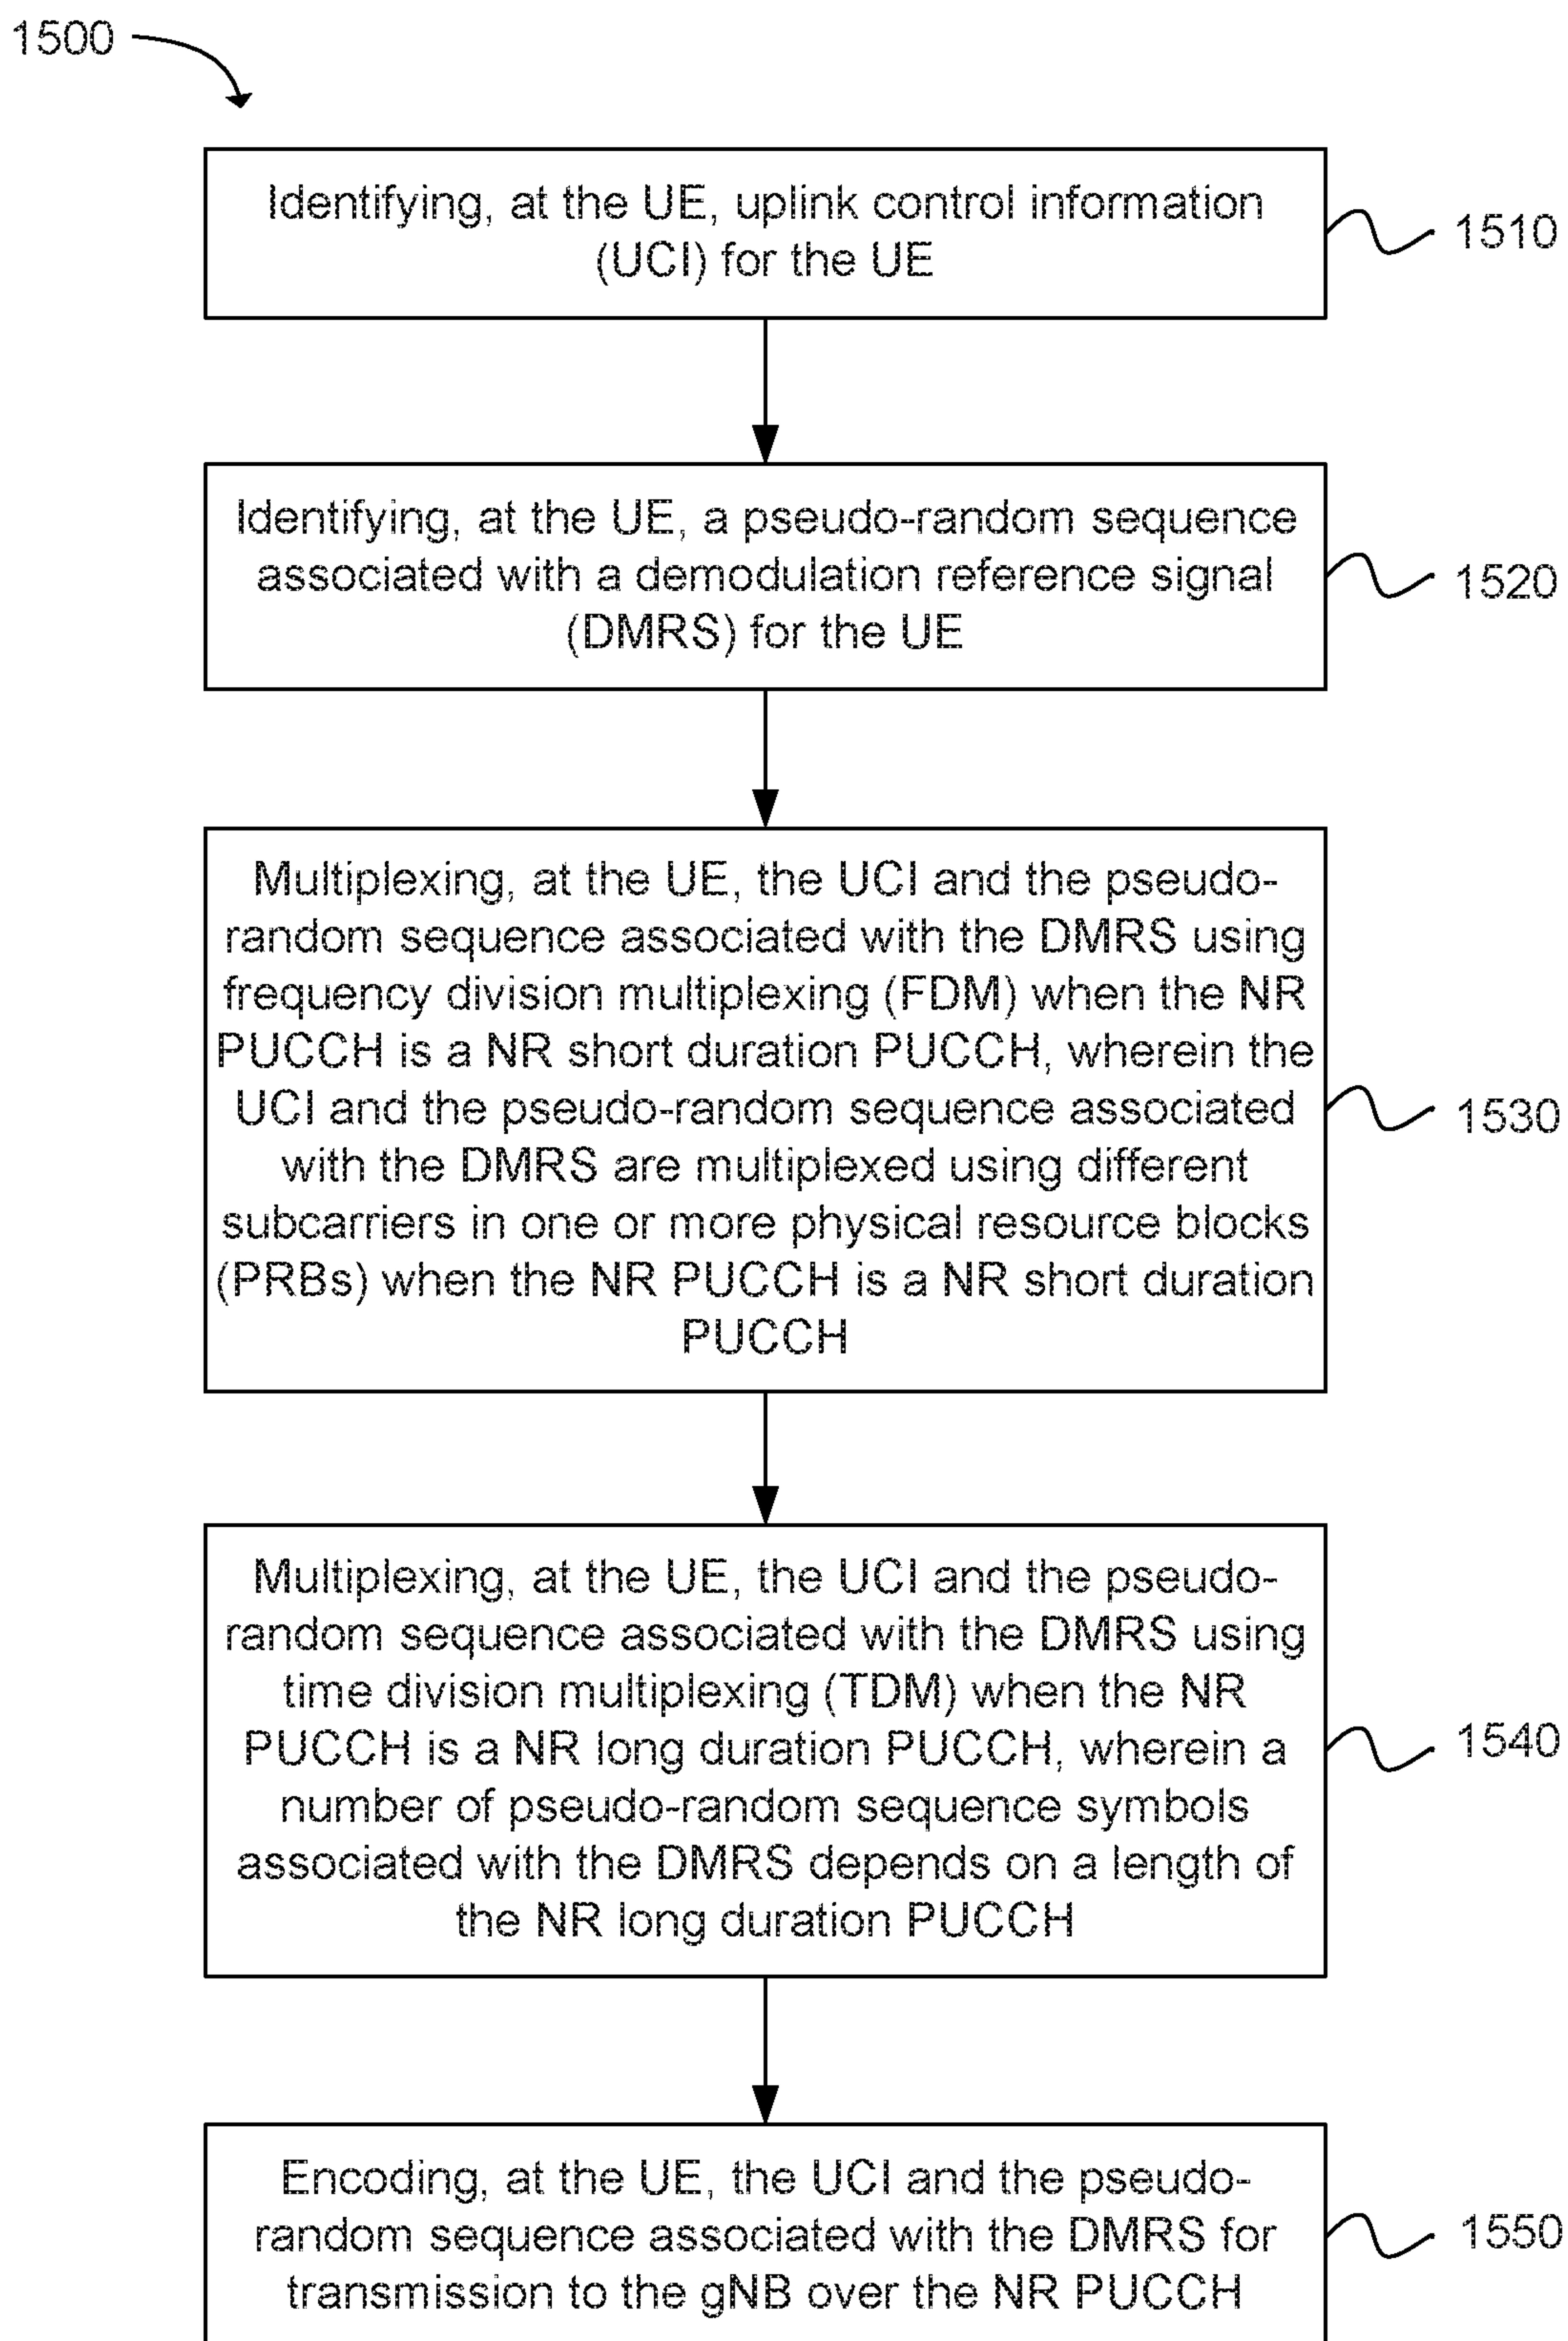 1500
Identifying, at the UE, uplink control information
(UCI) for the UE
1510
Identifying, at the UE, a pseudo-random sequence
associated with a demodulation reference signal
(DMRS) for the UE
1520
Multiplexing, at the UE, the UCI and the pseudo-
random sequence associated with the DMRS using
frequency division multiplexing (FDM) when the NR
PUCCH is a NR short duration PUCCH, wherein the
UCI and the pseudo-random sequence associated
with the DMRS are multiplexed using different
subcarriers in one or more physical resource blocks
(PRBs) when the NR PUCCH is a NR short duration
PUCCH
1530
Multiplexing, at the UE, the UCI and the pseudo-
random sequence associated with the DMRS using
time division multiplexing (TDM) when the NR
PUCCH is a NR long duration PUCCH, wherein a
number of pseudo-random sequence symbols
associated with the DMRS depends on a length of
the NR long duration PUCCH
1540
Encoding, at the UE, the UCI and the pseudo-
random sequence associated with the DMRS for
transmission to the gNB over the NR PUCCH
1550